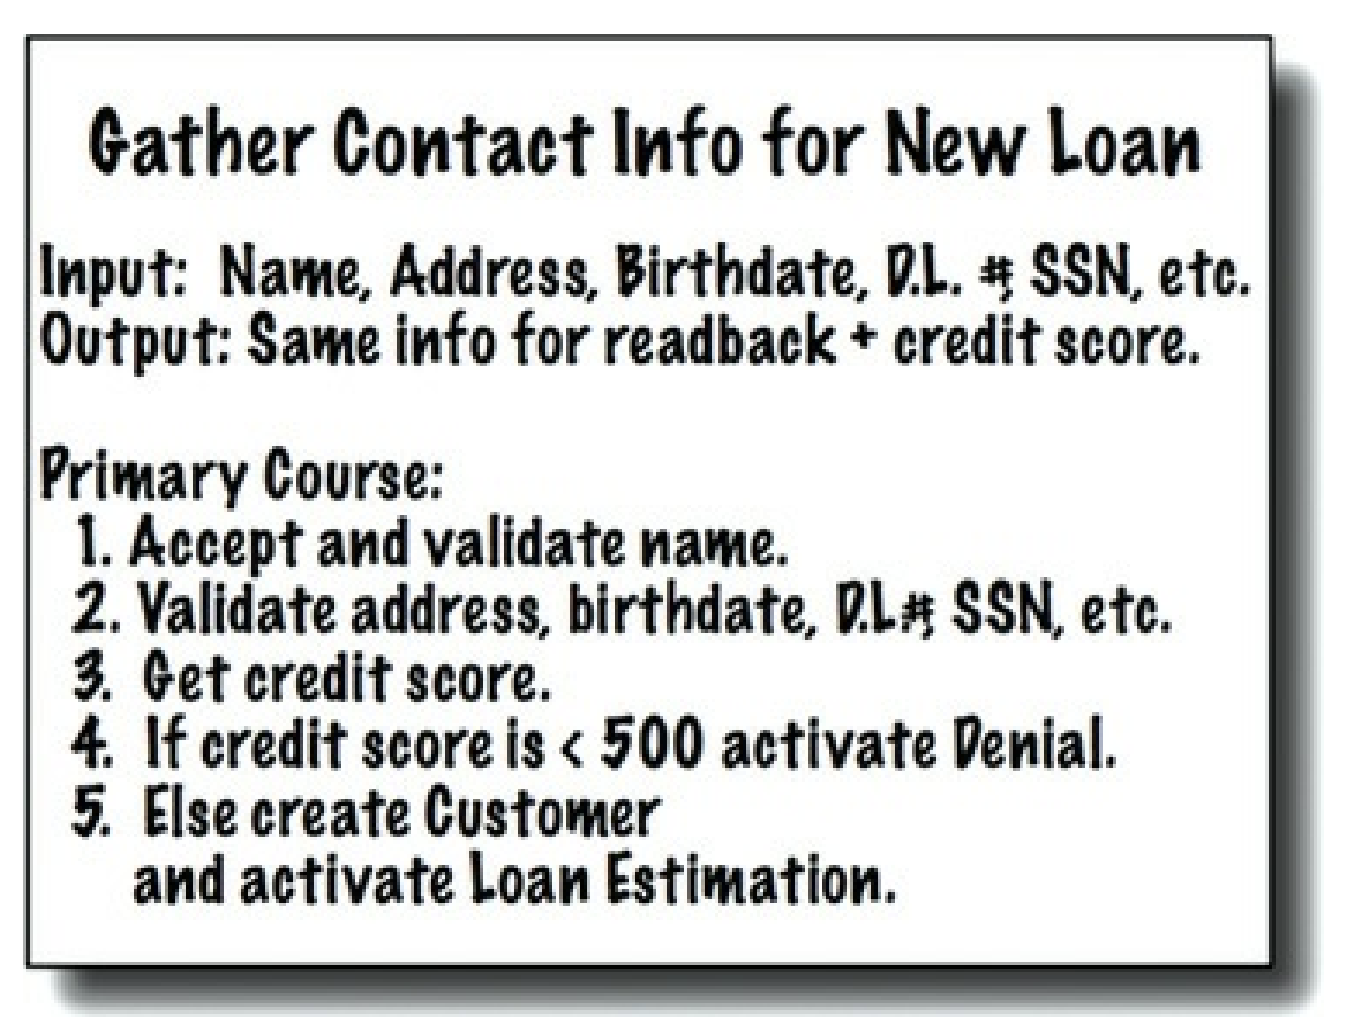 Gather Contact Info for New Loan
Input: Name, Address, Birthdate, D.L. #, SSN, etc.
Output: Same info for readback + credit score.
Primary Course:
1. Accept and validate name.
2. Validate address, birthdate, D.L#, SSN, etc.
3. Get credit score.
4. If credit score is < 500 activate Denial.
5. Else create Customer
and activate Loan Estimation.